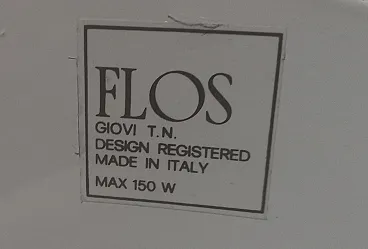 FLOS
GIOVI T.N.
DESIGN REGISTERED
MADE IN ITALY
MAX 150 W